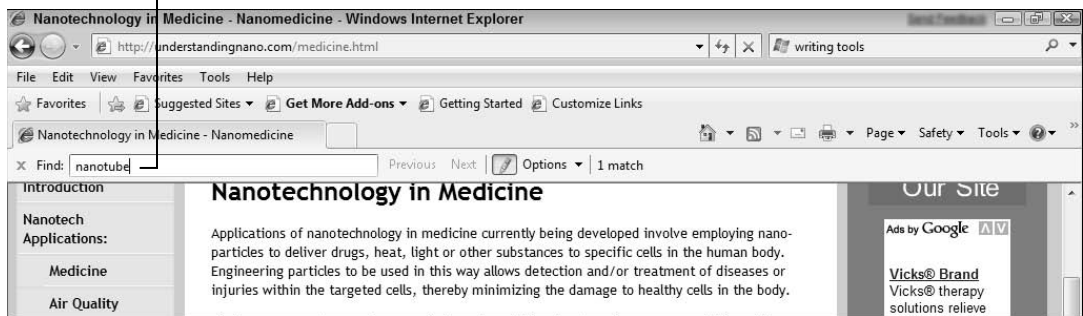 Nanotechnology in Medicine - Nanomedicine - Windows Internet Explorer
http://understandingnano.com/medicine.html
writing tools
File Edit View Favorites Tools Help
Favorites Suggested Sites Get More Add-ons Getting Started Customize Links
Nanotechnology in Medicine - Nanomedicine
Page Safety Tools
X Find: nanotube Previous Next Options 1 match
Introduction
Nanotech
Applications:
Medicine
Air Quality
Nanotechnology in Medicine
Applications of nanotechnology in medicine currently being developed involve employing nano-
particles to deliver drugs, heat, light or other substances to specific cells in the human body.
Engineering particles to be used in this way allows detection and/or treatment of diseases or
injuries within the targeted cells, thereby minimizing the damage to healthy cells in the body.
Our Site
Ads by Google
Vicks® Brand
Vicks® therapy
solutions relieve